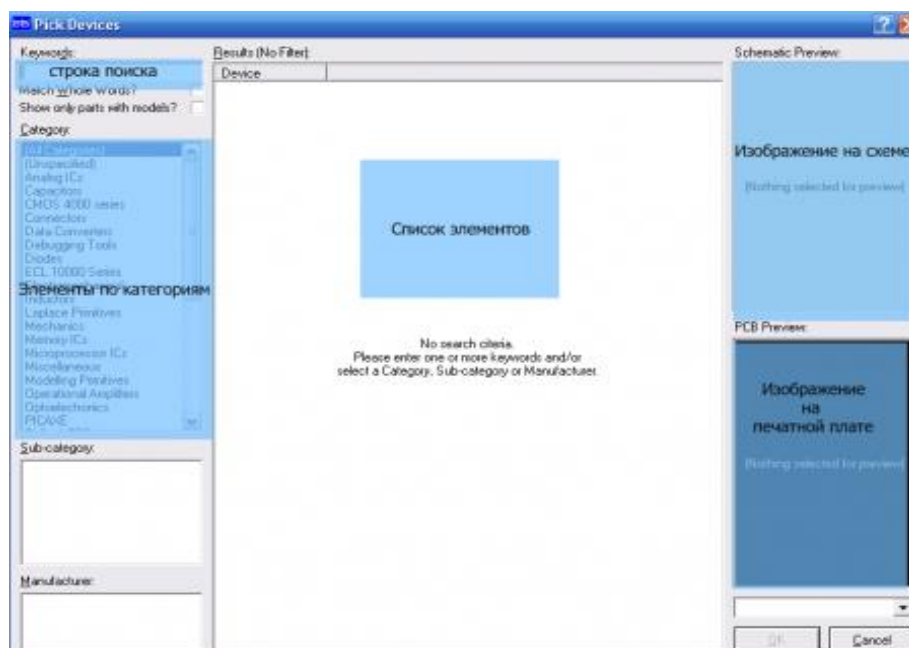 Pick Devices
Keywords:
строка поиска
Match Whole Words?
Show only parts with models?
Category:
(All Categories)
(Unspecified)
Analog ICs
Capacitors
CMOS 4000 series
Connectors
Data Converters
Debugging Tools
Diodes
ECL 10000 Series
Элементы по категориям
Inductors
Laplace Primitives
Mechanics
Memory ICs
Microprocessor ICs
Miscellaneous
Modelling Primitives
Operational Amplifiers
Optoelectronics
PICAXE
Sub-category:
Manufacturer:
Results (No Filter):
Device
Список элементов
No search criteria.
Please enter one or more keywords and/or
select a Category, Sub-category or Manufacturer.
Schematic Preview:
Изображение на схеме
(Nothing selected for preview)
PCB Preview:
Изображение
на
печатной плате
(Nothing selected for preview)
OK
Cancel